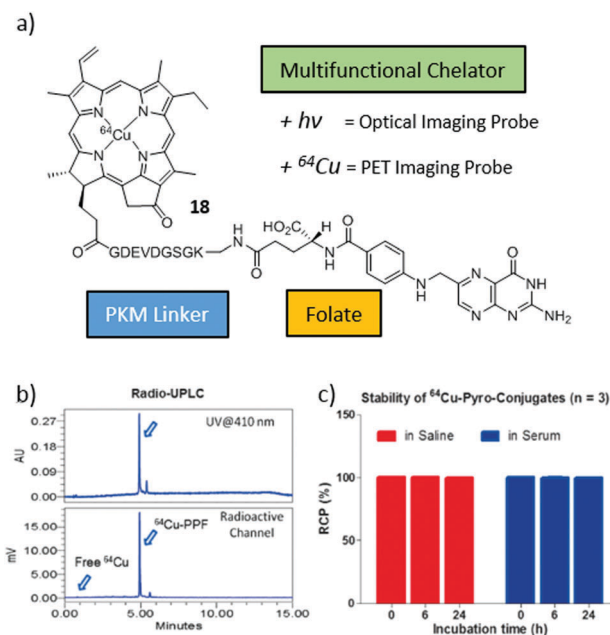 a)
Multifunctional Chelator
+ hν = Optical Imaging Probe
+ ⁶⁴Cu = PET Imaging Probe
N
N
⁶⁴Cu
N
N
O
18
O
GDEVDGSGK
H
N
O
HO₂C
H
N
H
O
N
H
N
N
O
NH
N
NH₂
PKM Linker
Folate
b)
Radio-UPLC
UV@410 nm
AU
0.27
0.18
0.09
0.00
Radioactive
Channel
⁶⁴Cu-PPF
Free ⁶⁴Cu
mV
15.00
10.00
5.00
0.00
0.00 5.00 10.00 15.00
Minutes
c)
Stability of ⁶⁴Cu-Pyro-Conjugates (n = 3)
in Saline in Serum
RCP (%)
150
100
50
0
0 6 24 0 6 24
Incubation time (h)